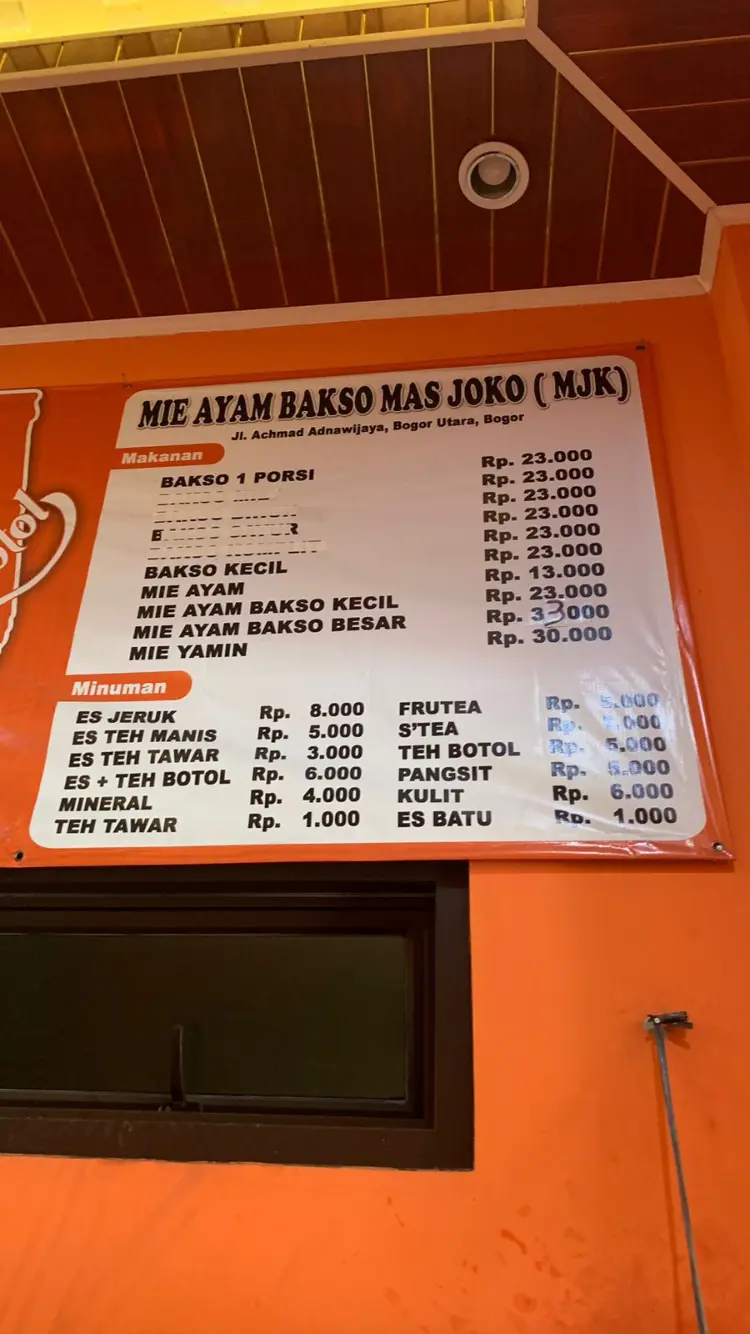 otol
MIE AYAM BAKSO MAS JOKO ( MJK)
Jl. Achmad Adnawijaya, Bogor Utara, Bogor
Makanan
BAKSO 1 PORSI Rp. 23.000
Rp. 23.000
Rp. 23.000
Rp. 23.000
Rp. 23.000
BAKSO KECIL Rp. 23.000
MIE AYAM Rp. 13.000
MIE AYAM BAKSO KECIL Rp. 23.000
MIE AYAM BAKSO BESAR Rp. 33000
MIE YAMIN Rp. 30.000
Minuman
ES JERUK Rp. 8.000 FRUTEA Rp. 5.000
ES TEH MANIS Rp. 5.000 S'TEA Rp.
ES TEH TAWAR Rp. 3.000 TEH BOTOL Rp. 5.000
ES + TEH BOTOL Rp. 6.000 PANGSIT Rp. 5.000
MINERAL Rp. 4.000 KULIT Rp. 6.000
TEH TAWAR Rp. 1.000 ES BATU Rp. 1.000